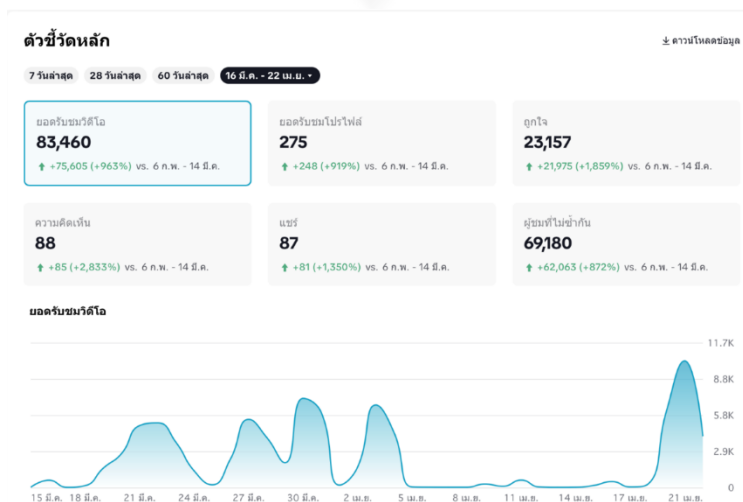 ตัวชี้วัดหลัก
ดาวน์โหลดข้อมูล
7 วันล่าสุด 28 วันล่าสุด 60 วันล่าสุด 16 มี.ค. - 22 เม.ย.
ยอดรับชมวิดีโอ
83,460
+75,605 (+963%) vs. 6 ก.พ. - 14 มี.ค.
ยอดรับชมโปรไฟล์
275
+248 (+919%) vs. 6 ก.พ. - 14 มี.ค.
ถูกใจ
23,157
+21,975 (+1,859%) vs. 6 ก.พ. - 14 มี.ค.
ความคิดเห็น
88
+85 (+2,833%) vs. 6 ก.พ. - 14 มี.ค.
แชร์
87
+81 (+1,350%) vs. 6 ก.พ. - 14 มี.ค.
ผู้ชมที่ไม่ซ้ำกัน
69,180
+62,063 (+872%) vs. 6 ก.พ. - 14 มี.ค.
ยอดรับชมวิดีโอ
11.7K
8.8K
5.8K
2.9K
0
15 มี.ค. 18 มี.ค. 21 มี.ค. 24 มี.ค. 27 มี.ค. 30 มี.ค. 2 เม.ย. 5 เม.ย. 8 เม.ย. 11 เม.ย. 14 เม.ย. 17 เม.ย. 21 เม.ย.